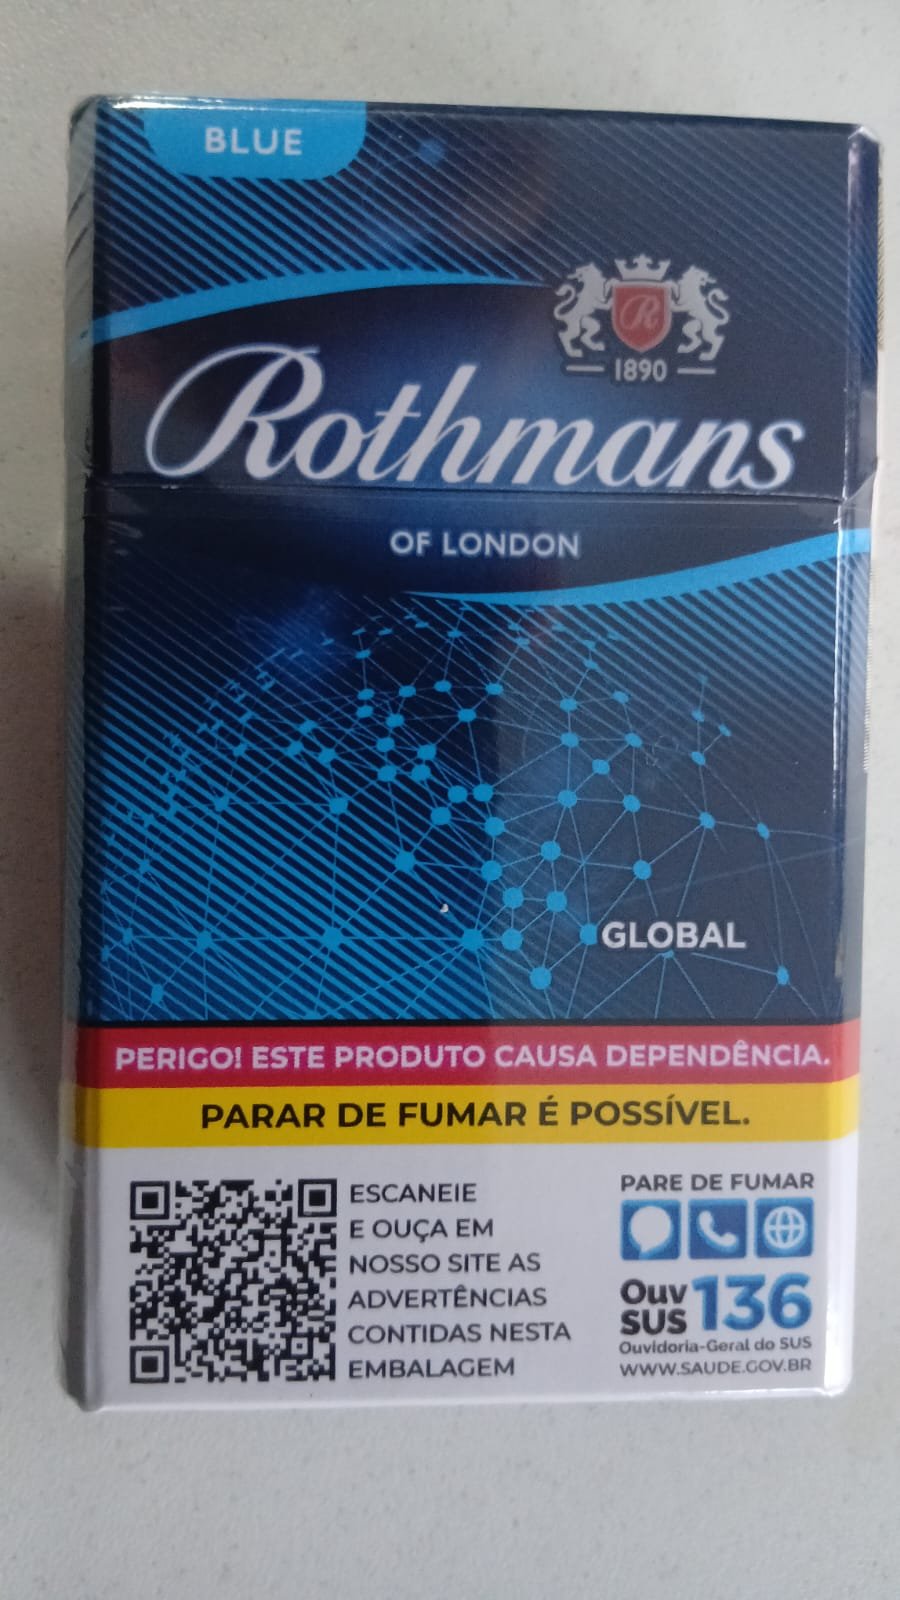 BLUE
R
1890
Rothmans
OF LONDON
GLOBAL
PERIGO! ESTE PRODUTO CAUSA DEPENDÊNCIA.
PARAR DE FUMAR É POSSÍVEL.
ESCANEIE
E OUÇA EM
NOSSO SITE AS
ADVERTÊNCIAS
CONTIDAS NESTA
EMBALAGEM
PARE DE FUMAR
Ouv
SUS 136
Ouvidoria-Geral do SUS
WWW.SAUDE.GOV.BR